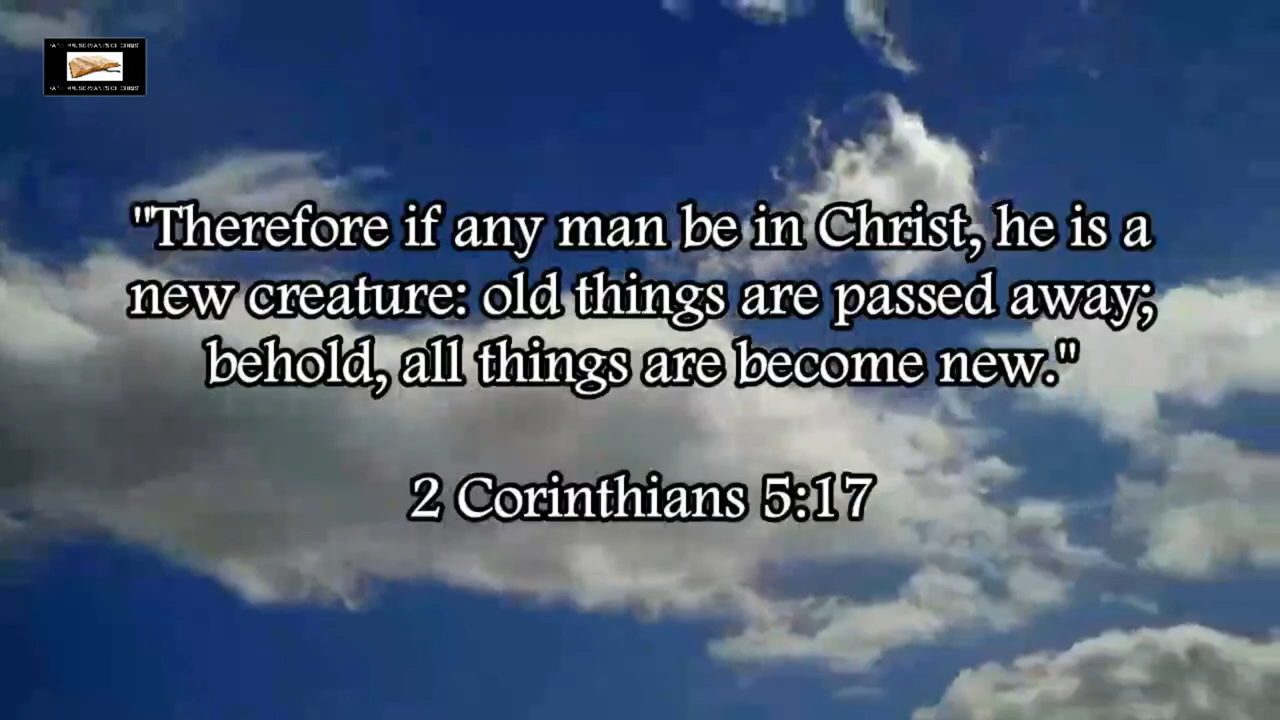 "Therefore if any man be in Christ, he is a
new creature: old things are passed away;
behold, all things are become new."
2 Corinthians 5:17